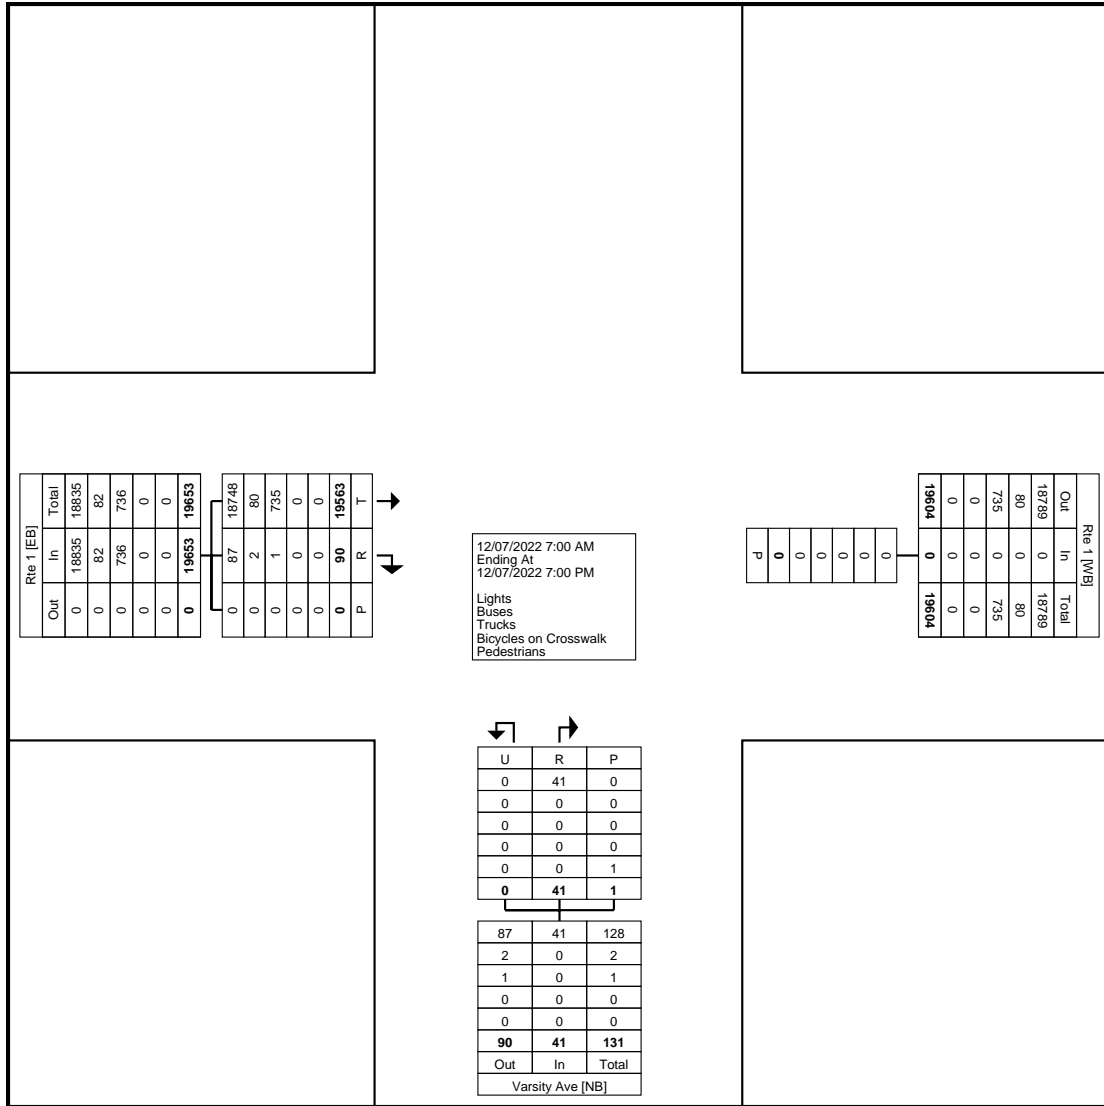 Rte 1 [EB]
Total 18835 82 736 0 0 19653
In 18835 82 736 0 0 19653
Out 0 0 0 0 0 0
18748 80 735 0 0 19563 T
87 2 1 0 0 90 R
0 0 0 0 0 0 P
12/07/2022 7:00 AM
Ending At
12/07/2022 7:00 PM
Lights
Buses
Trucks
Bicycles on Crosswalk
Pedestrians
P 0 0 0 0 0 0
Rte 1 [WB]
Out In Total
18789 0 18789
80 0 80
735 0 735
0 0 0
0 0 0
19604 0 19604
U R P
0 41 0
0 0 0
0 0 0
0 0 0
0 0 1
0 41 1
87 41 128
2 0 2
1 0 1
0 0 0
0 0 0
90 41 131
Out In Total
Varsity Ave [NB]